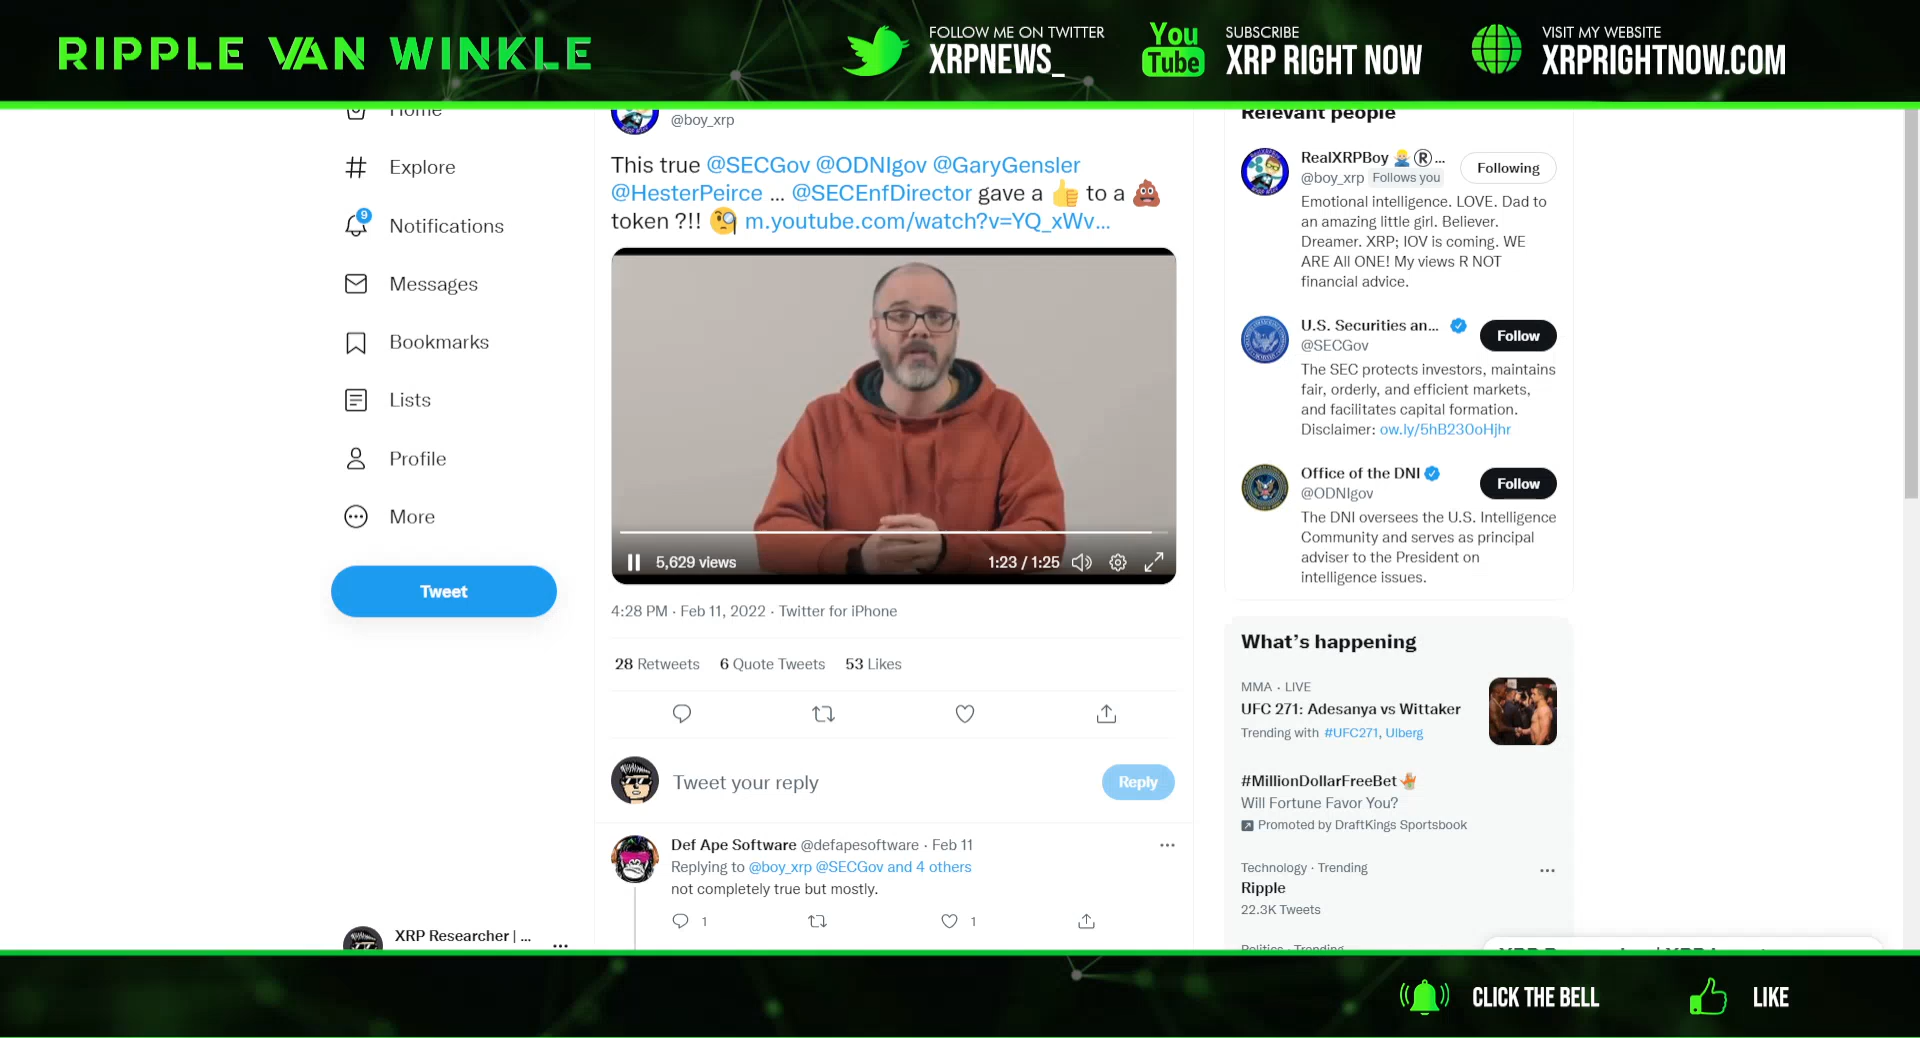 RIPPLE VAN WINKLE
FOLLOW ME ON TWITTER
XRPNEWS_
You
Tube
SUBSCRIBE
XRP RIGHT NOW
VISIT MY WEBSITE
XRPRIGHTNOW.COM
Home
Explore
9
Notifications
Messages
Bookmarks
Lists
Profile
More
Tweet
XRP Researcher | ...
@boy_xrp
This true @SECGov @ODNIgov @GaryGensler
@HesterPeirce ... @SECEnfDirector gave a 👍 to a 💩
token ?!! 🧐 m.youtube.com/watch?v=YQ_xWv...
5,629 views
1:23 / 1:25
4:28 PM · Feb 11, 2022 · Twitter for iPhone
28 Retweets 6 Quote Tweets 53 Likes
Tweet your reply
Reply
Def Ape Software @defapesoftware · Feb 11
Replying to @boy_xrp @SECGov and 4 others
not completely true but mostly.
1
1
Relevant people
RealXRPBoy ®...
@boy_xrp Follows you
Following
Emotional intelligence. LOVE. Dad to
an amazing little girl. Believer.
Dreamer. XRP; IOV is coming. WE
ARE All ONE! My views R NOT
financial advice.
U.S. Securities an...
@SECGov
Follow
The SEC protects investors, maintains
fair, orderly, and efficient markets,
and facilitates capital formation.
Disclaimer: ow.ly/5hB230oHjhr
Office of the DNI
@ODNIgov
Follow
The DNI oversees the U.S. Intelligence
Community and serves as principal
adviser to the President on
intelligence issues.
What's happening
MMA · LIVE
UFC 271: Adesanya vs Wittaker
Trending with #UFC271, Ulberg
#MillionDollarFreeBet
Will Fortune Favor You?
Promoted by DraftKings Sportsbook
Technology · Trending
Ripple
22.3K Tweets
Politics · Trending
CLICK THE BELL
LIKE